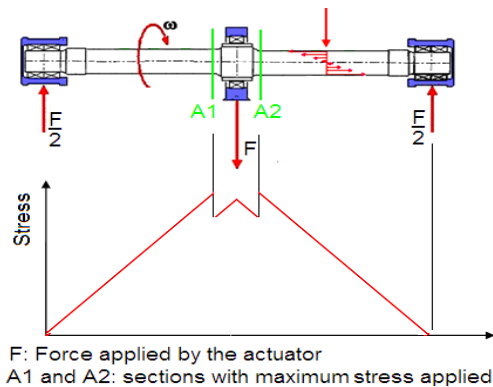 ω
A1 A2
F/2 F F/2
Stress
F: Force applied by the actuator
A1 and A2: sections with maximum stress applied